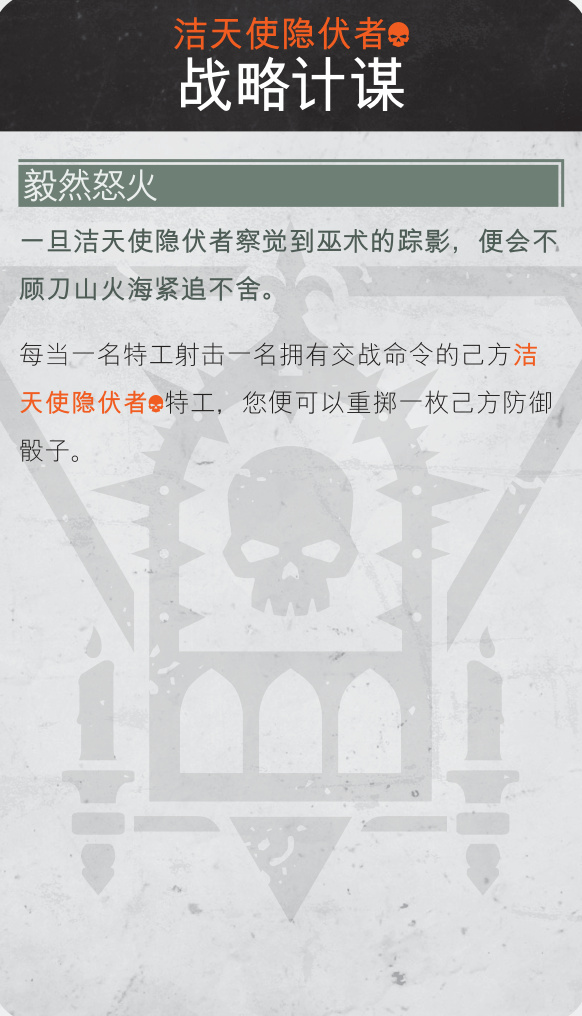 洁天使隐伏者
战略计谋
毅然怒火
一旦洁天使隐伏者察觉到巫术的踪影，便会不
顾刀山火海紧追不舍。
每当一名特工射击一名拥有交战命令的己方洁
天使隐伏者特工，您便可以重掷一枚己方防御
骰子。